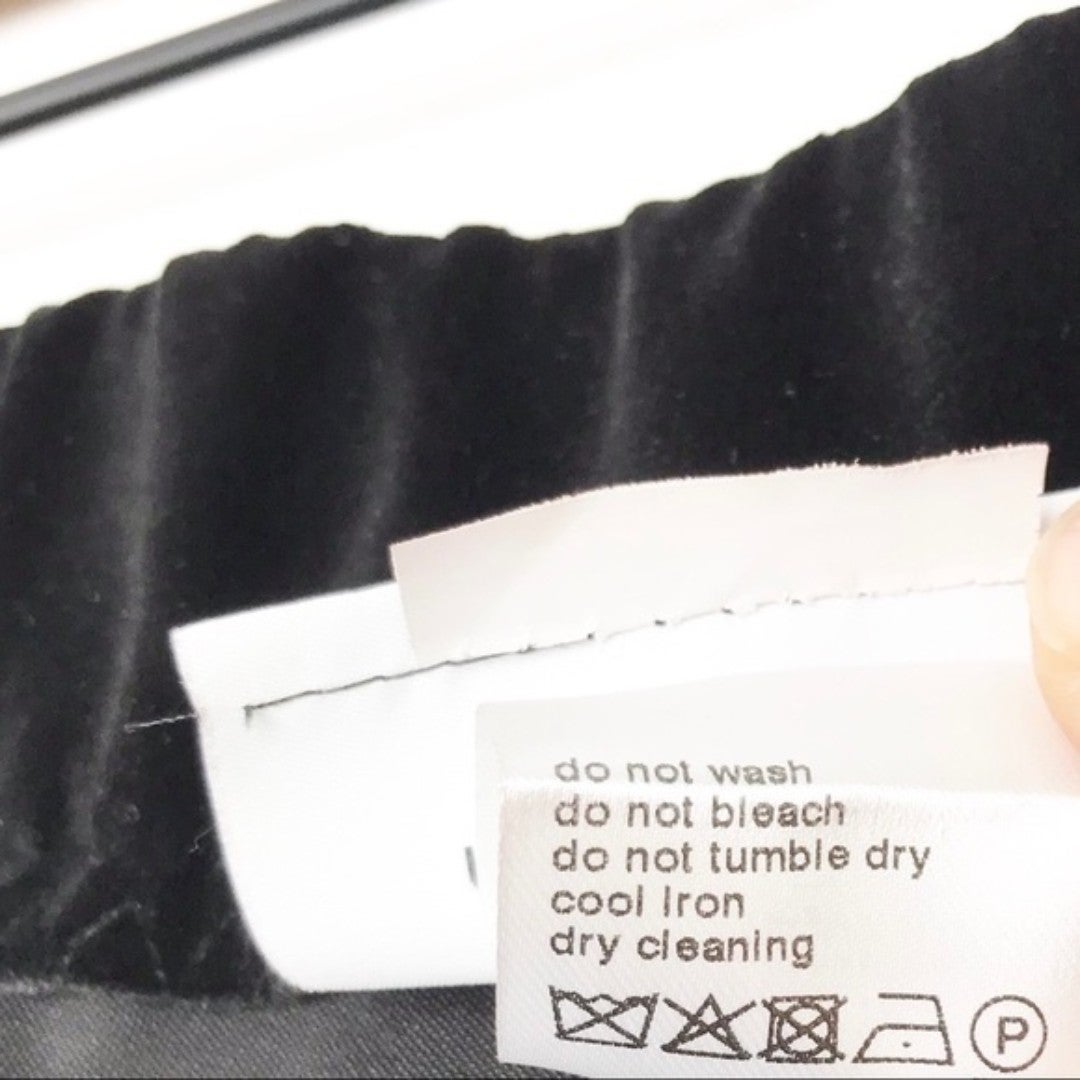 do not wash
do not bleach
do not tumble dry
cool Iron
dry cleaning
P